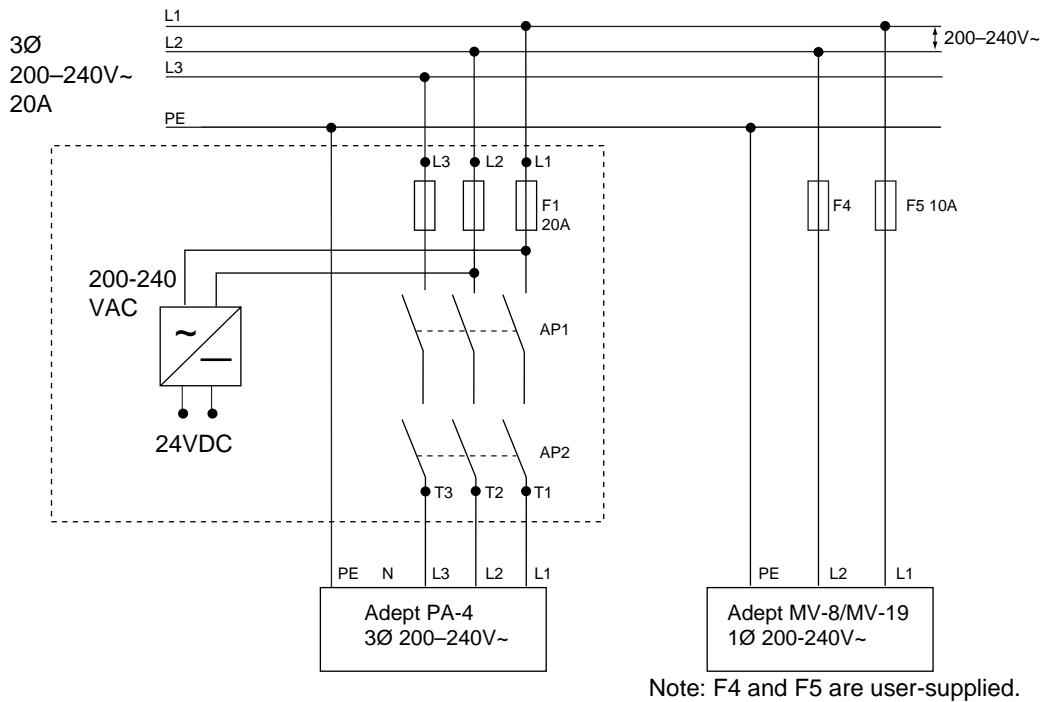 L1
L2
L3
PE
3Ø
200–240V~
20A
200–240V~
L3 L2 L1
F1
20A
F4
F5 10A
200-240
VAC
~
24VDC
AP1
AP2
T3 T2 T1
PE N L3 L2 L1
PE L2 L1
Adept PA-4
3Ø 200–240V~
Adept MV-8/MV-19
1Ø 200-240V~
Note: F4 and F5 are user-supplied.